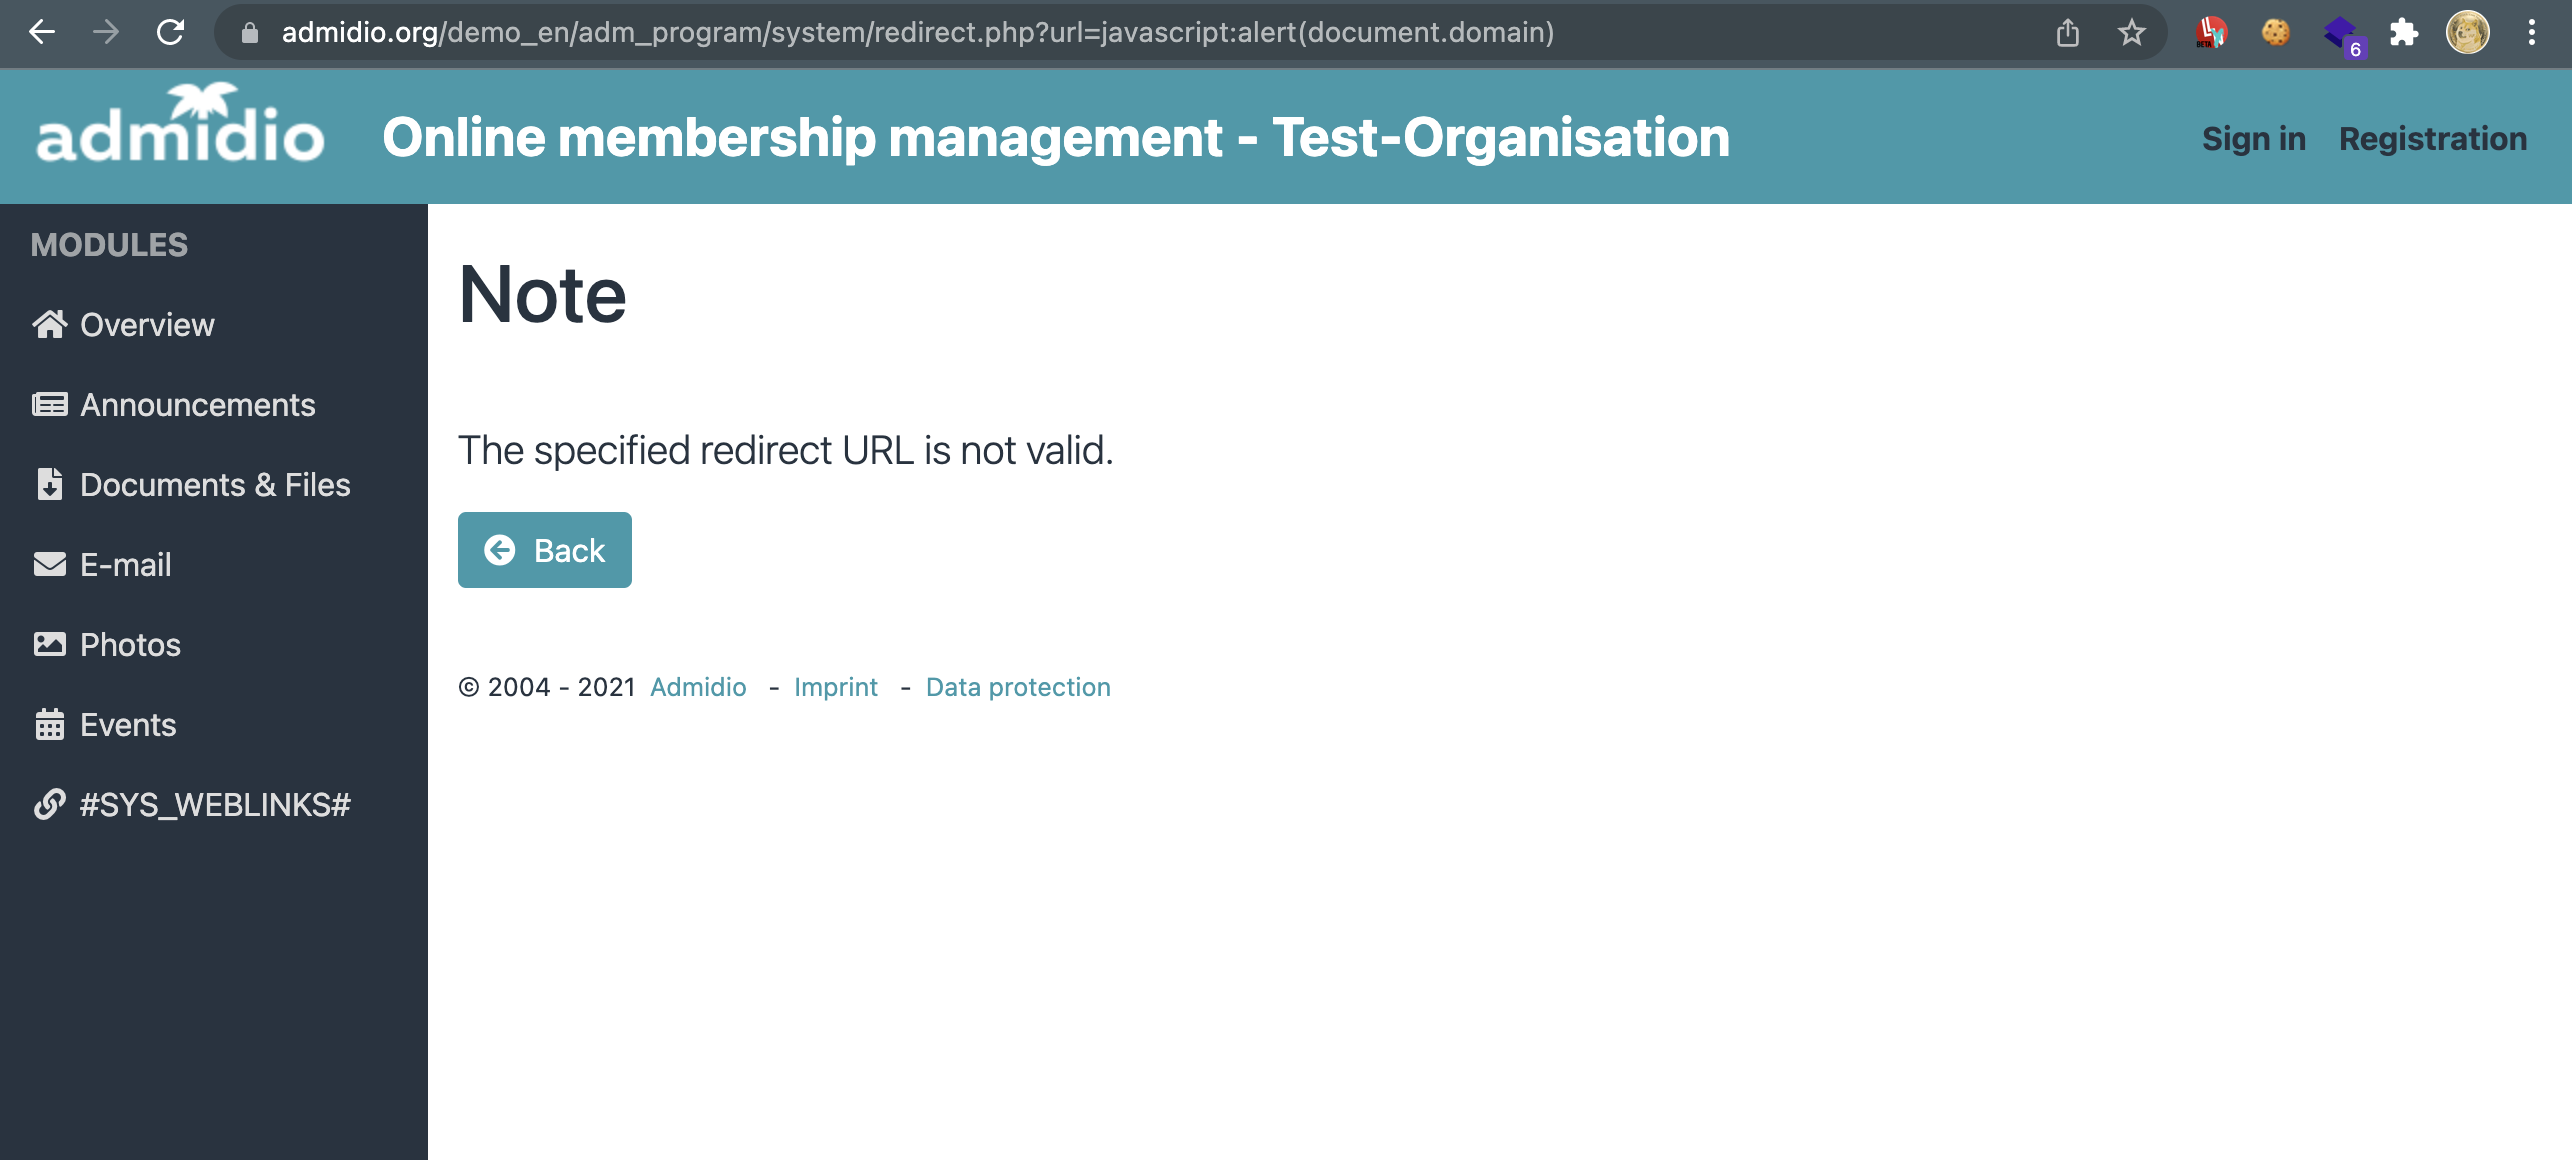 admidio.org/demo_en/adm_program/system/redirect.php?url=javascript:alert(document.domain)
BETA
6
admidio
Online membership management - Test-Organisation
Sign in Registration
MODULES
Overview
Announcements
Documents & Files
E-mail
Photos
Events
#SYS_WEBLINKS#
Note
The specified redirect URL is not valid.
Back
© 2004 - 2021 Admidio - Imprint - Data protection